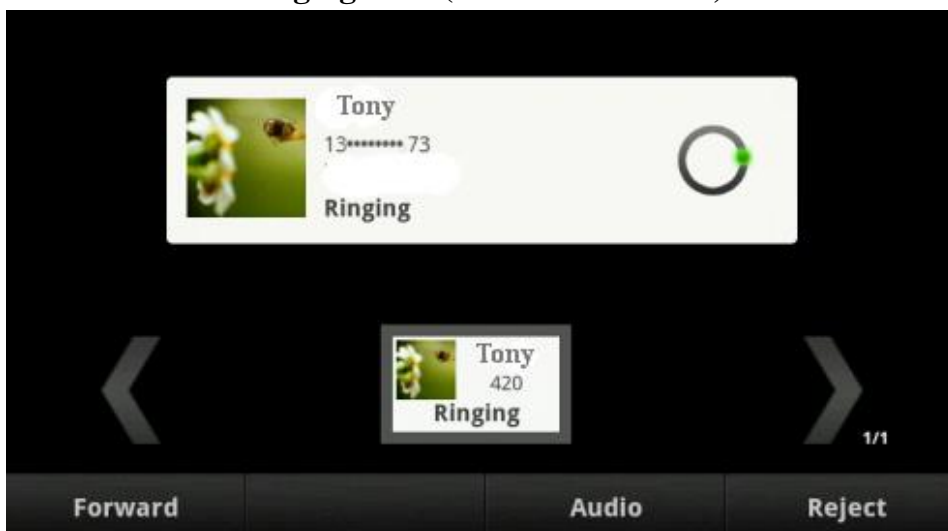 Tony
13•••••••• 73
Ringing
Tony
420
Ringing
1/1
Forward
Audio
Reject